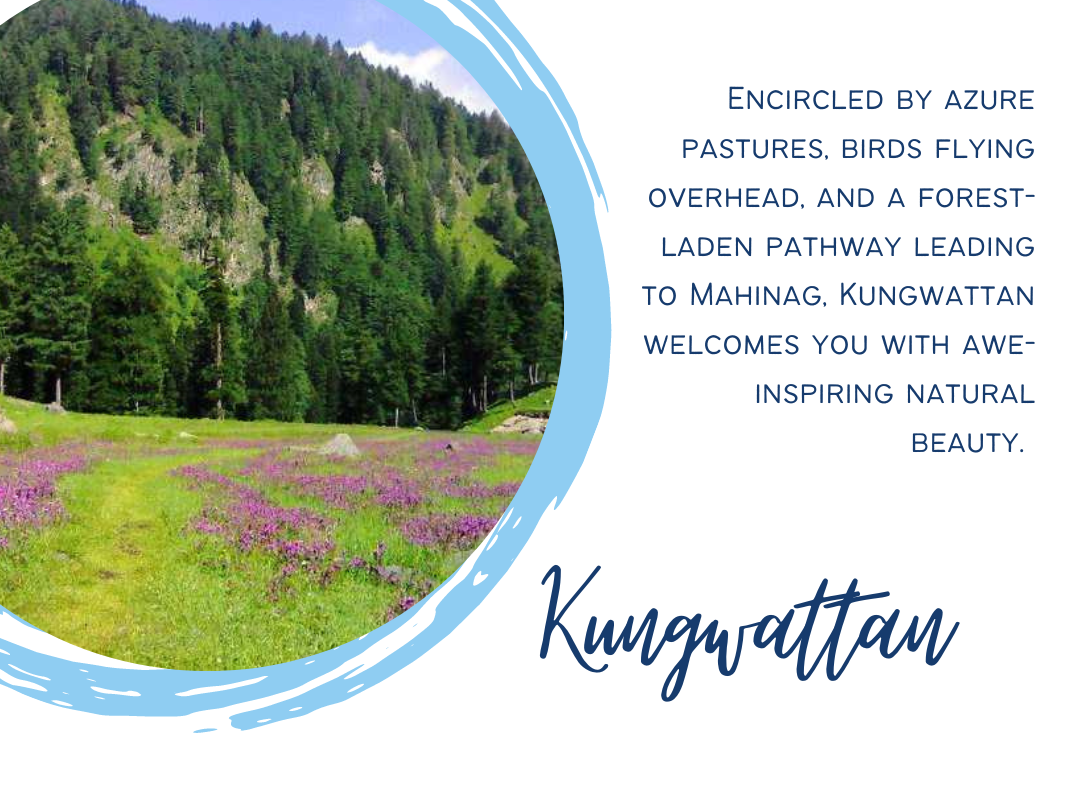 Encircled by azure
pastures, birds flying
overhead, and a forest-
laden pathway leading
to Mahinag, Kungwattan
welcomes you with awe-
inspiring natural
beauty.
Kungwattan